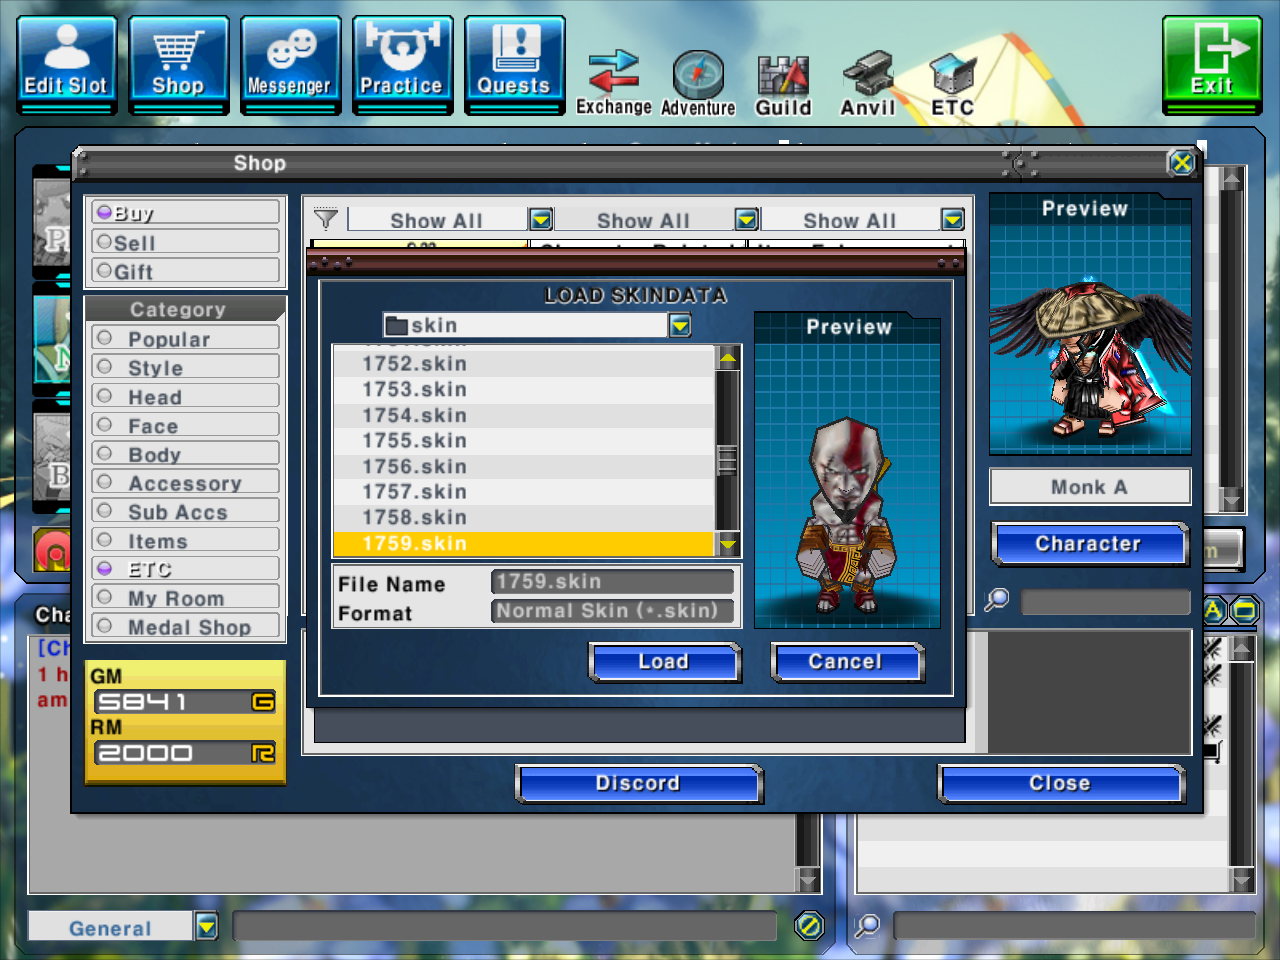 Edit Slot
Shop
Messenger
Practice
Quests
Exchange
Adventure
Guild
Anvil
ETC
Exit
Shop
Buy
Sell
Gift
Category
Popular
Style
Head
Face
Body
Accessory
Sub Accs
Items
ETC
My Room
Medal Shop
GM
5841 G
RM
2000 R
Show All
Show All
Show All
LOAD SKINDATA
skin
1752.skin
1753.skin
1754.skin
1755.skin
1756.skin
1757.skin
1758.skin
1759.skin
File Name
1759.skin
Format
Normal Skin (*.skin)
Preview
Load
Cancel
Preview
Monk A
Character
Discord
Close
Cha
[Ch
1 h
am
General